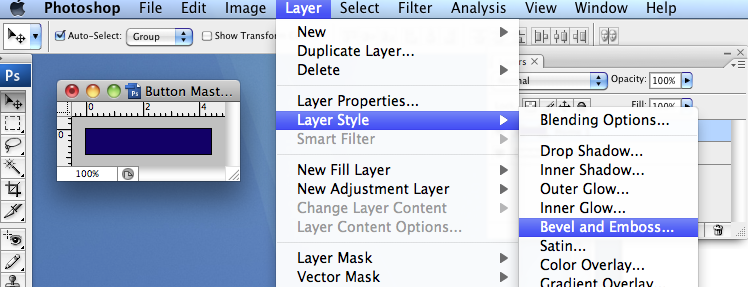 Photoshop File Edit Image Layer Select Filter Analysis View Window Help
Auto-Select: Group Show Transfor
Ps
Button Mast...
0 2 4
0
100%
New
Duplicate Layer...
Delete
Layer Properties...
Layer Style
Smart Filter
New Fill Layer
New Adjustment Layer
Change Layer Content
Layer Content Options...
Layer Mask
Vector Mask
ers
mal Opacity: 100%
Fill: 100%
Blending Options...
Drop Shadow...
Inner Shadow...
Outer Glow...
Inner Glow...
Bevel and Emboss...
Satin...
Color Overlay...
Gradient Overlay